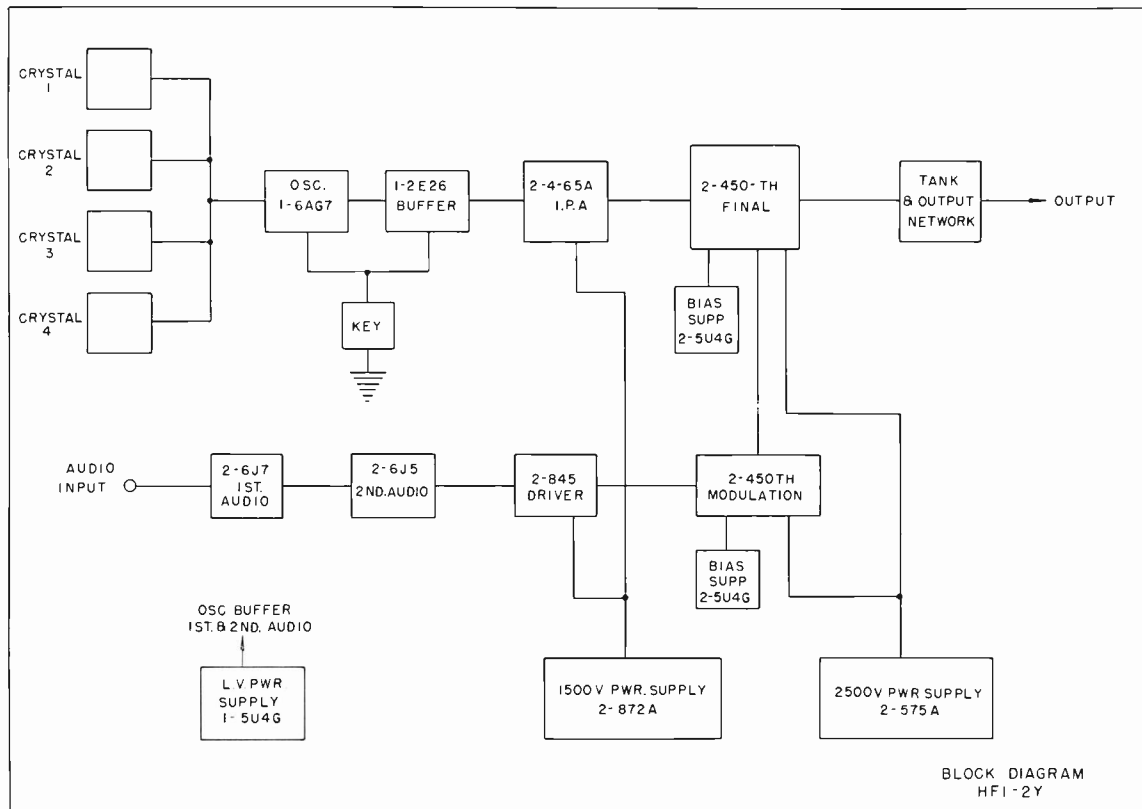 CRYSTAL
1
CRYSTAL
2
CRYSTAL
3
CRYSTAL
4
OSC.
1-6AG7
1-2E26
BUFFER
2-4-65A
I.P.A
2-450-TH
FINAL
TANK
& OUTPUT
NETWORK
OUTPUT
KEY
BIAS
SUPP
2-5U4G
AUDIO
INPUT
2-6J7
1ST.
AUDIO
2-6J5
2ND.AUDIO
2-845
DRIVER
2-450TH
MODULATION
BIAS
SUPP
2-5U4G
OSC BUFFER
1ST. & 2ND. AUDIO
L.V. PWR
SUPPLY
1-5U4G
1500V PWR. SUPPLY
2-872A
2500V PWR SUPPLY
2-575A
BLOCK DIAGRAM
HF1-2Y